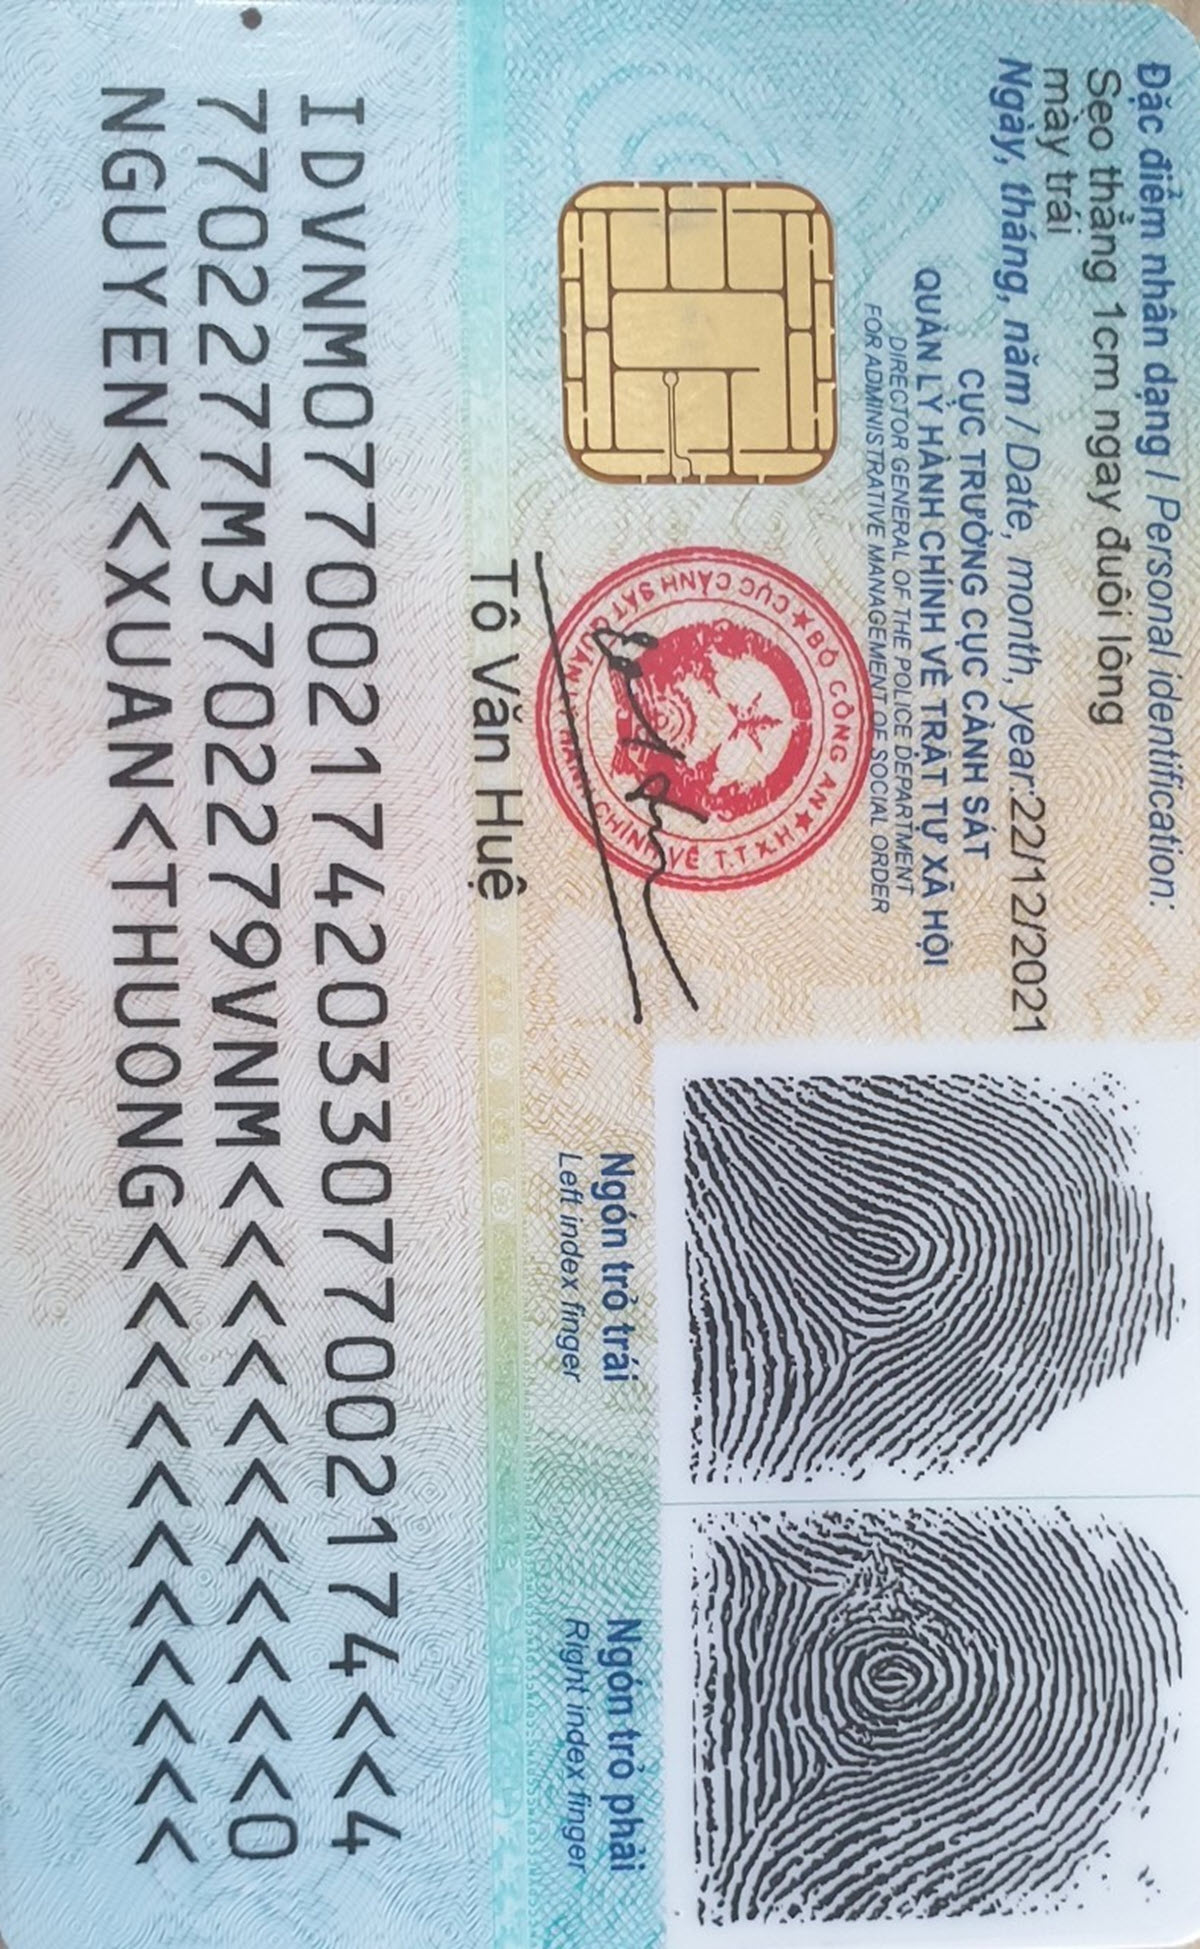 Đặc điểm nhân dạng / Personal identification:
Sẹo thẳng 1cm ngay đuôi lông
mày trái
Ngày, tháng, năm / Date, month, year:22/12/2021
CỤC TRƯỞNG CỤC CẢNH SÁT
QUẢN LÝ HÀNH CHÍNH VỀ TRẬT TỰ XÃ HỘI
DIRECTOR GENERAL OF THE POLICE DEPARTMENT
FOR ADMINISTRATIVE MANAGEMENT OF SOCIAL ORDER
BỘ CÔNG AN
CỤC CẢNH SÁT QUẢN LÝ HÀNH CHÍNH VỀ T.T.X.H
Tô Văn Huệ
Ngón trỏ trái
Left index finger
Ngón trỏ phải
Right index finger
IDVNM0770021742033077002174<<4
7702277M3702279VNM<<<<<<<<<<<0
NGUYEN<<XUAN<THUONG<<<<<<<<<<<